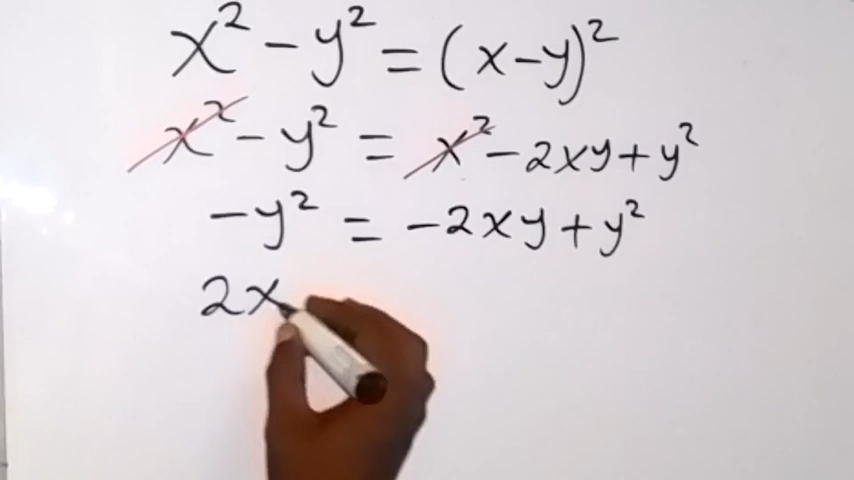 x² - y² = (x-y)²
x² - y² = x² - 2xy + y²
-y² = -2xy + y²
2x